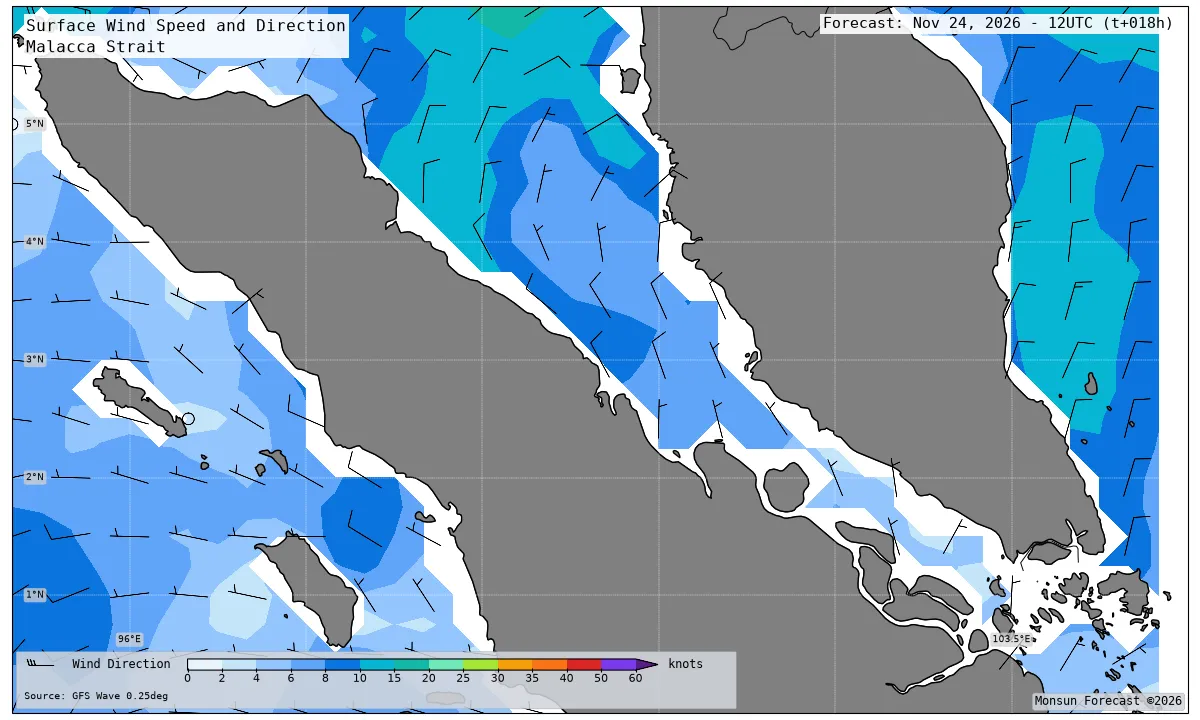 Surface Wind Speed and Direction
Malacca Strait
Forecast: Nov 24, 2026 - 12UTC (t+018h)
5°N
4°N
3°N
2°N
1°N
96°E
103.5°E
Wind Direction
knots
0 2 4 6 8 10 15 20 25 30 35 40 50 60
Source: GFS Wave 0.25deg
Monsun Forecast ©2026